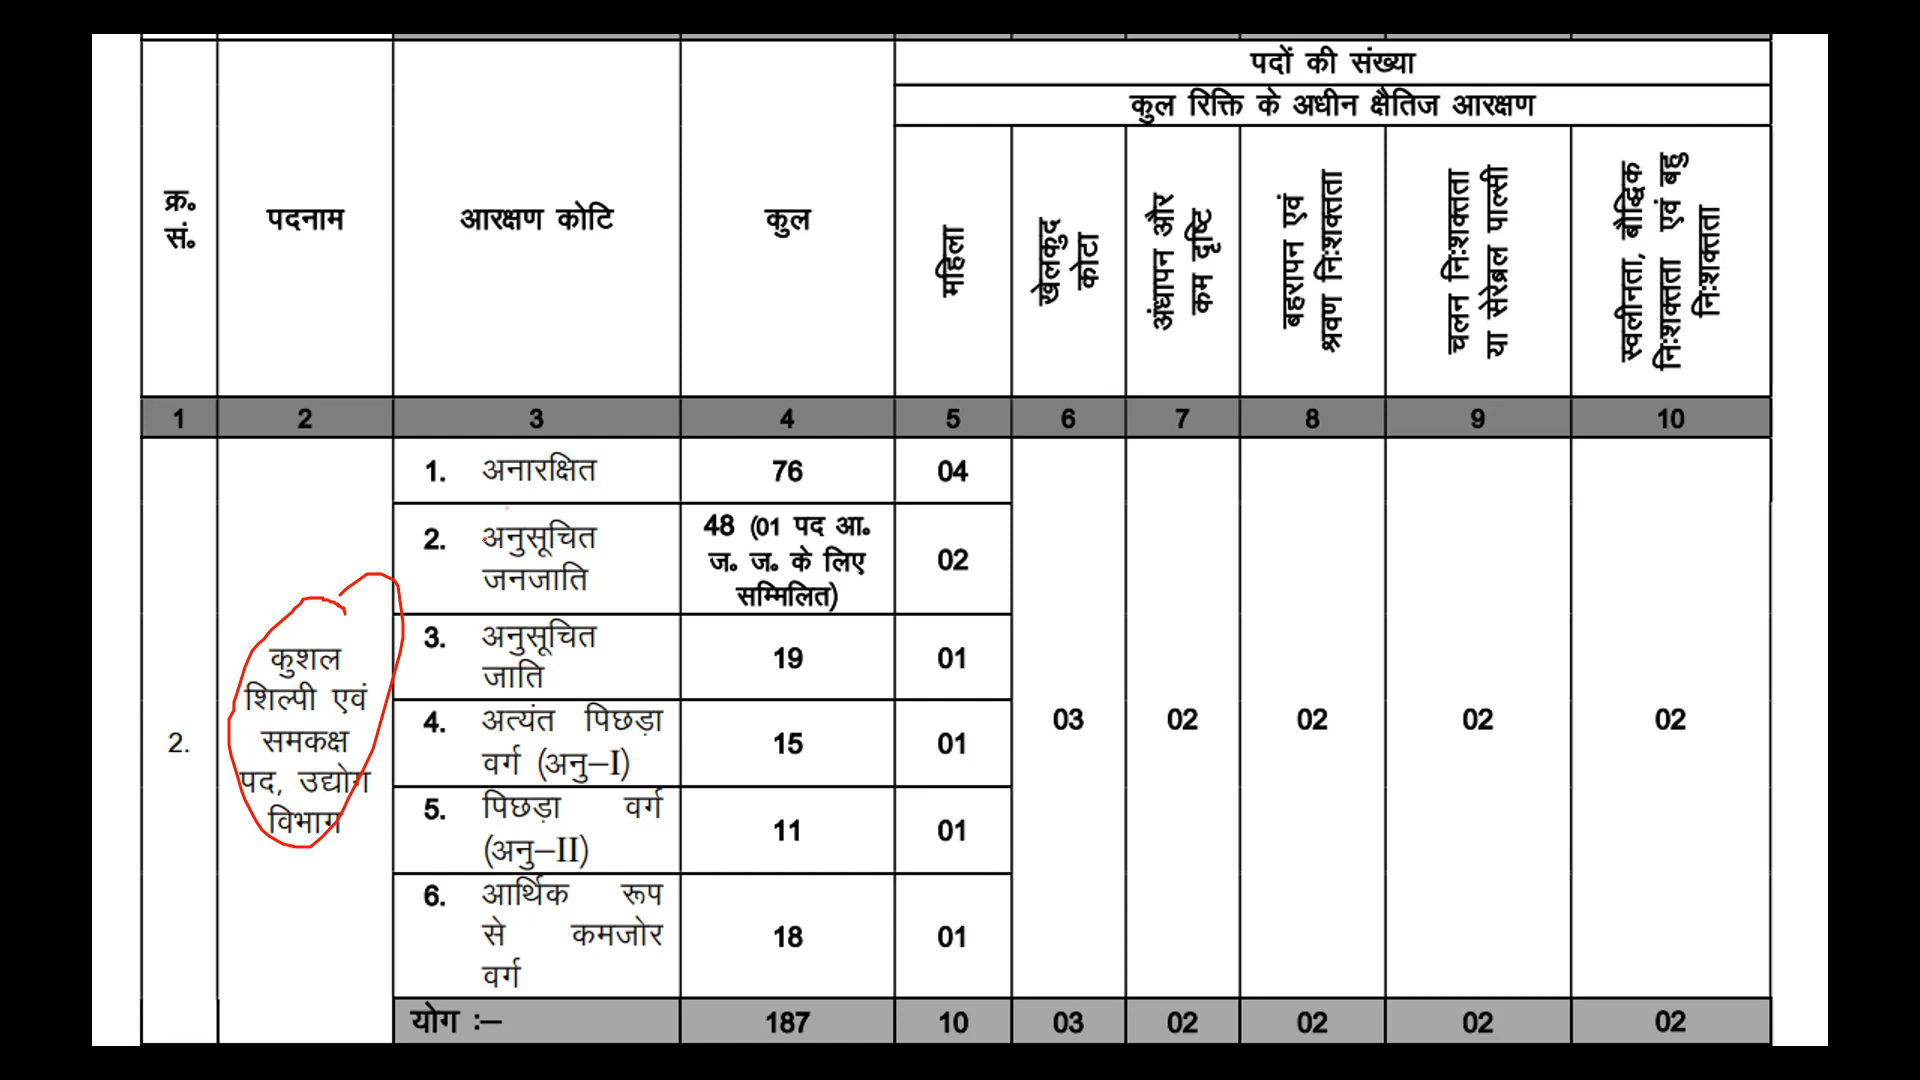 पदों की संख्या
कुल रिक्ति के अधीन क्षैतिज आरक्षण
क्र॰
सं॰
पदनाम
आरक्षण कोटि
कुल
महिला
खेलकुद
कोटा
अंधापन और
कम दृष्टि
बहरापन एवं
श्रवण निःशक्तता
चलन निःशक्तता
या सेरेब्रल पाल्सी
स्वलीनता, बौद्धिक
निःशक्तता एवं बहु
निःशक्तता
1 2 3 4 5 6 7 8 9 10
1. अनारक्षित 76 04
2. अनुसूचित
जनजाति
48 (01 पद आ॰
ज॰ ज॰ के लिए
सम्मिलित)
02
3. अनुसूचित
जाति
19 01
2.
कुशल
शिल्पी एवं
समकक्ष
पद, उद्योग
विभाग
4. अत्यंत पिछड़ा
वर्ग (अनु–I)
15 01
03 02 02 02 02
5. पिछड़ा वर्ग
(अनु–II)
11 01
6. आर्थिक रूप
से कमजोर
वर्ग
18 01
योग :– 187 10 03 02 02 02 02